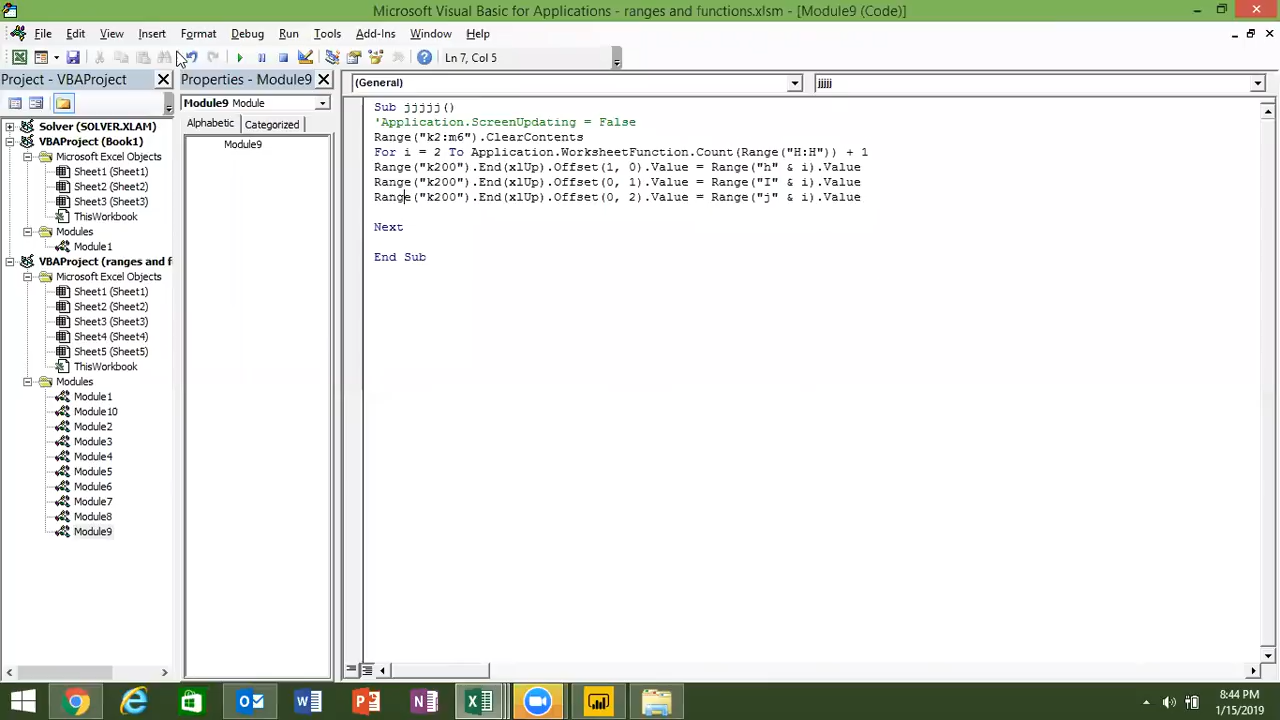 Microsoft Visual Basic for Applications - ranges and functions.xlsm - [Module9 (Code)]
File Edit View Insert Format Debug Run Tools Add-Ins Window Help
Ln 7, Col 5
Project - VBAProject
Properties - Module9
(General)
jjjjj
Module9 Module
Alphabetic Categorized
Module9
Solver (SOLVER.XLAM)
VBAProject (Book1)
Microsoft Excel Objects
Sheet1 (Sheet1)
Sheet2 (Sheet2)
Sheet3 (Sheet3)
ThisWorkbook
Modules
Module1
VBAProject (ranges and f
Microsoft Excel Objects
Sheet1 (Sheet1)
Sheet2 (Sheet2)
Sheet3 (Sheet3)
Sheet4 (Sheet4)
Sheet5 (Sheet5)
ThisWorkbook
Modules
Module1
Module10
Module2
Module3
Module4
Module5
Module6
Module7
Module8
Module9
Sub jjjjj()
'Application.ScreenUpdating = False
Range("k2:m6").ClearContents
For i = 2 To Application.WorksheetFunction.Count(Range("H:H")) + 1
Range("k200").End(xlUp).Offset(1, 0).Value = Range("h" & i).Value
Range("k200").End(xlUp).Offset(0, 1).Value = Range("I" & i).Value
Range("k200").End(xlUp).Offset(0, 2).Value = Range("j" & i).Value
Next
End Sub
8:44 PM
1/15/2019